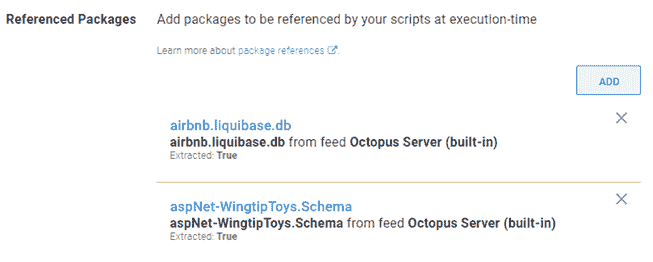 Referenced Packages
Add packages to be referenced by your scripts at execution-time
Learn more about package references.
ADD
airbnb.liquibase.db
airbnb.liquibase.db from feed Octopus Server (built-in)
Extracted: True
aspNet-WingtipToys.Schema
aspNet-WingtipToys.Schema from feed Octopus Server (built-in)
Extracted: True